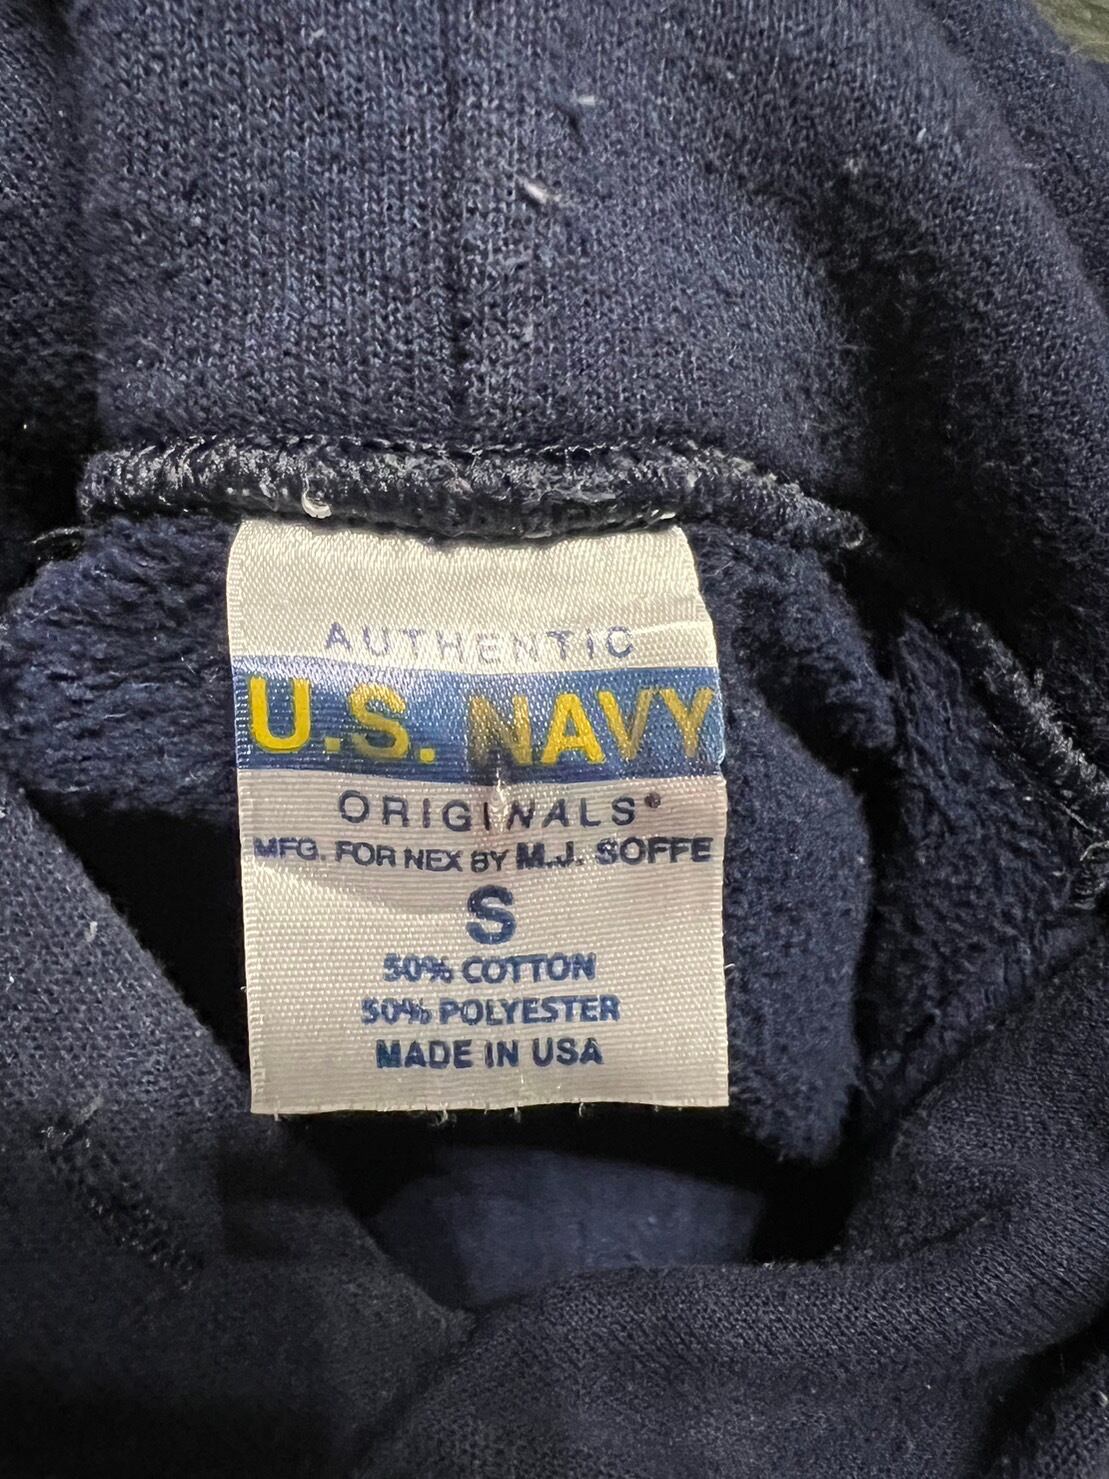 AUTHENTIC
U.S. NAVY
ORIGINALS®
MFG. FOR NEX BY M.J. SOFFE
S
50% COTTON
50% POLYESTER
MADE IN USA